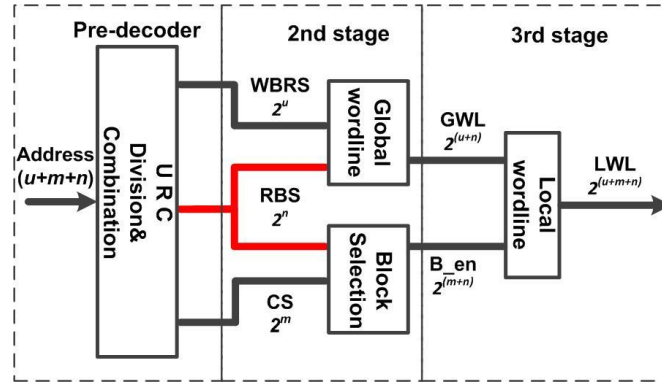 Pre-decoder
2nd stage
3rd stage
Address
(u+m+n)
U R C
Division&
Combination
WBRS
2^u
RBS
2^n
CS
2^m
Global
wordline
Block
Selection
GWL
2^(u+n)
B_en
2^(m+n)
Local
wordline
LWL
2^(u+m+n)